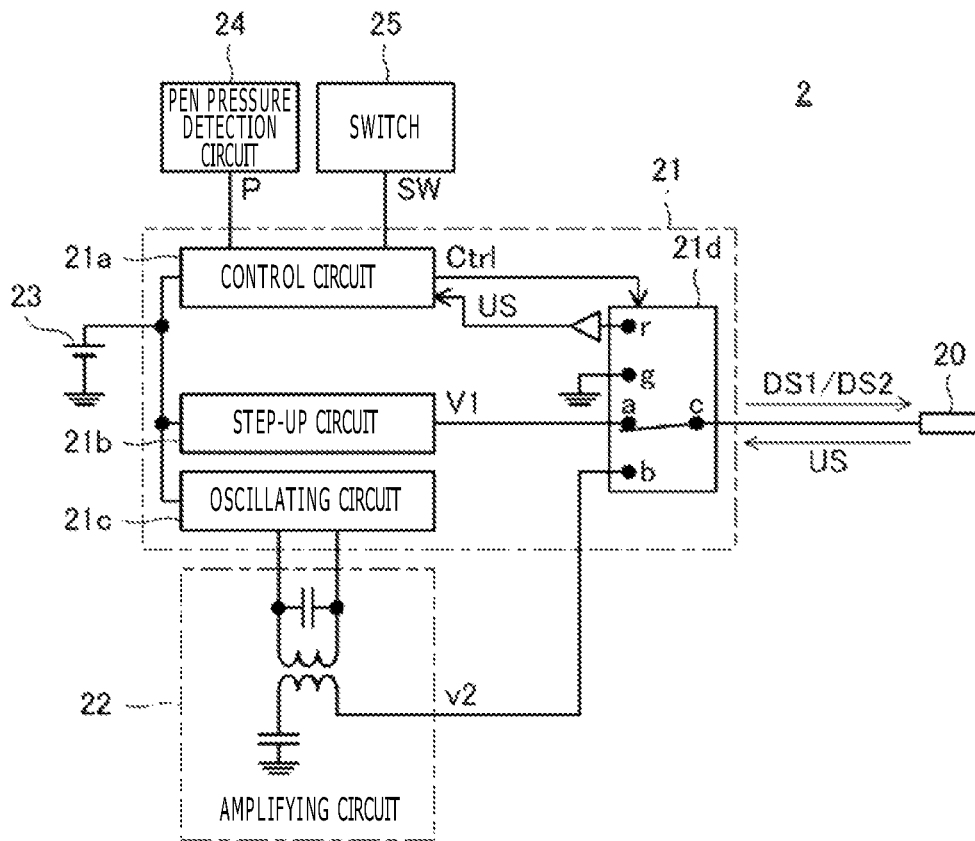 24
25
2
PEN PRESSURE
DETECTION
CIRCUIT
SWITCH
P
SW
21
21a
CONTROL CIRCUIT
Ctrl
21d
23
US
r
g
20
V1
a
c
DS1/DS2
STEP-UP CIRCUIT
21b
US
b
OSCILLATING CIRCUIT
21c
22
v2
AMPLIFYING CIRCUIT